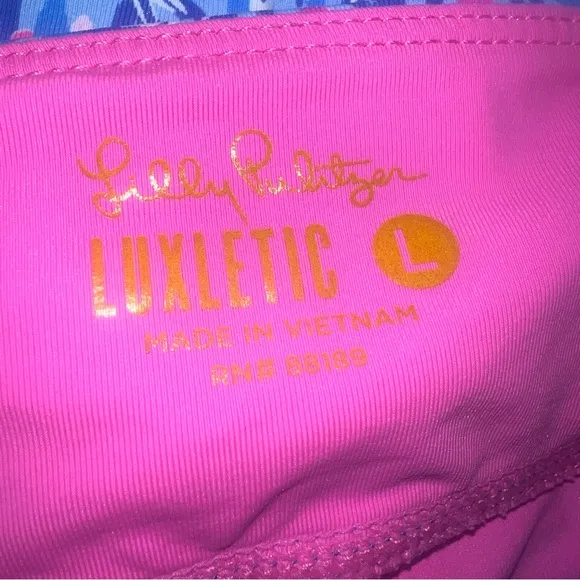 Lilly Pulitzer
LUXLETIC L
MADE IN VIETNAM
RN# 88189